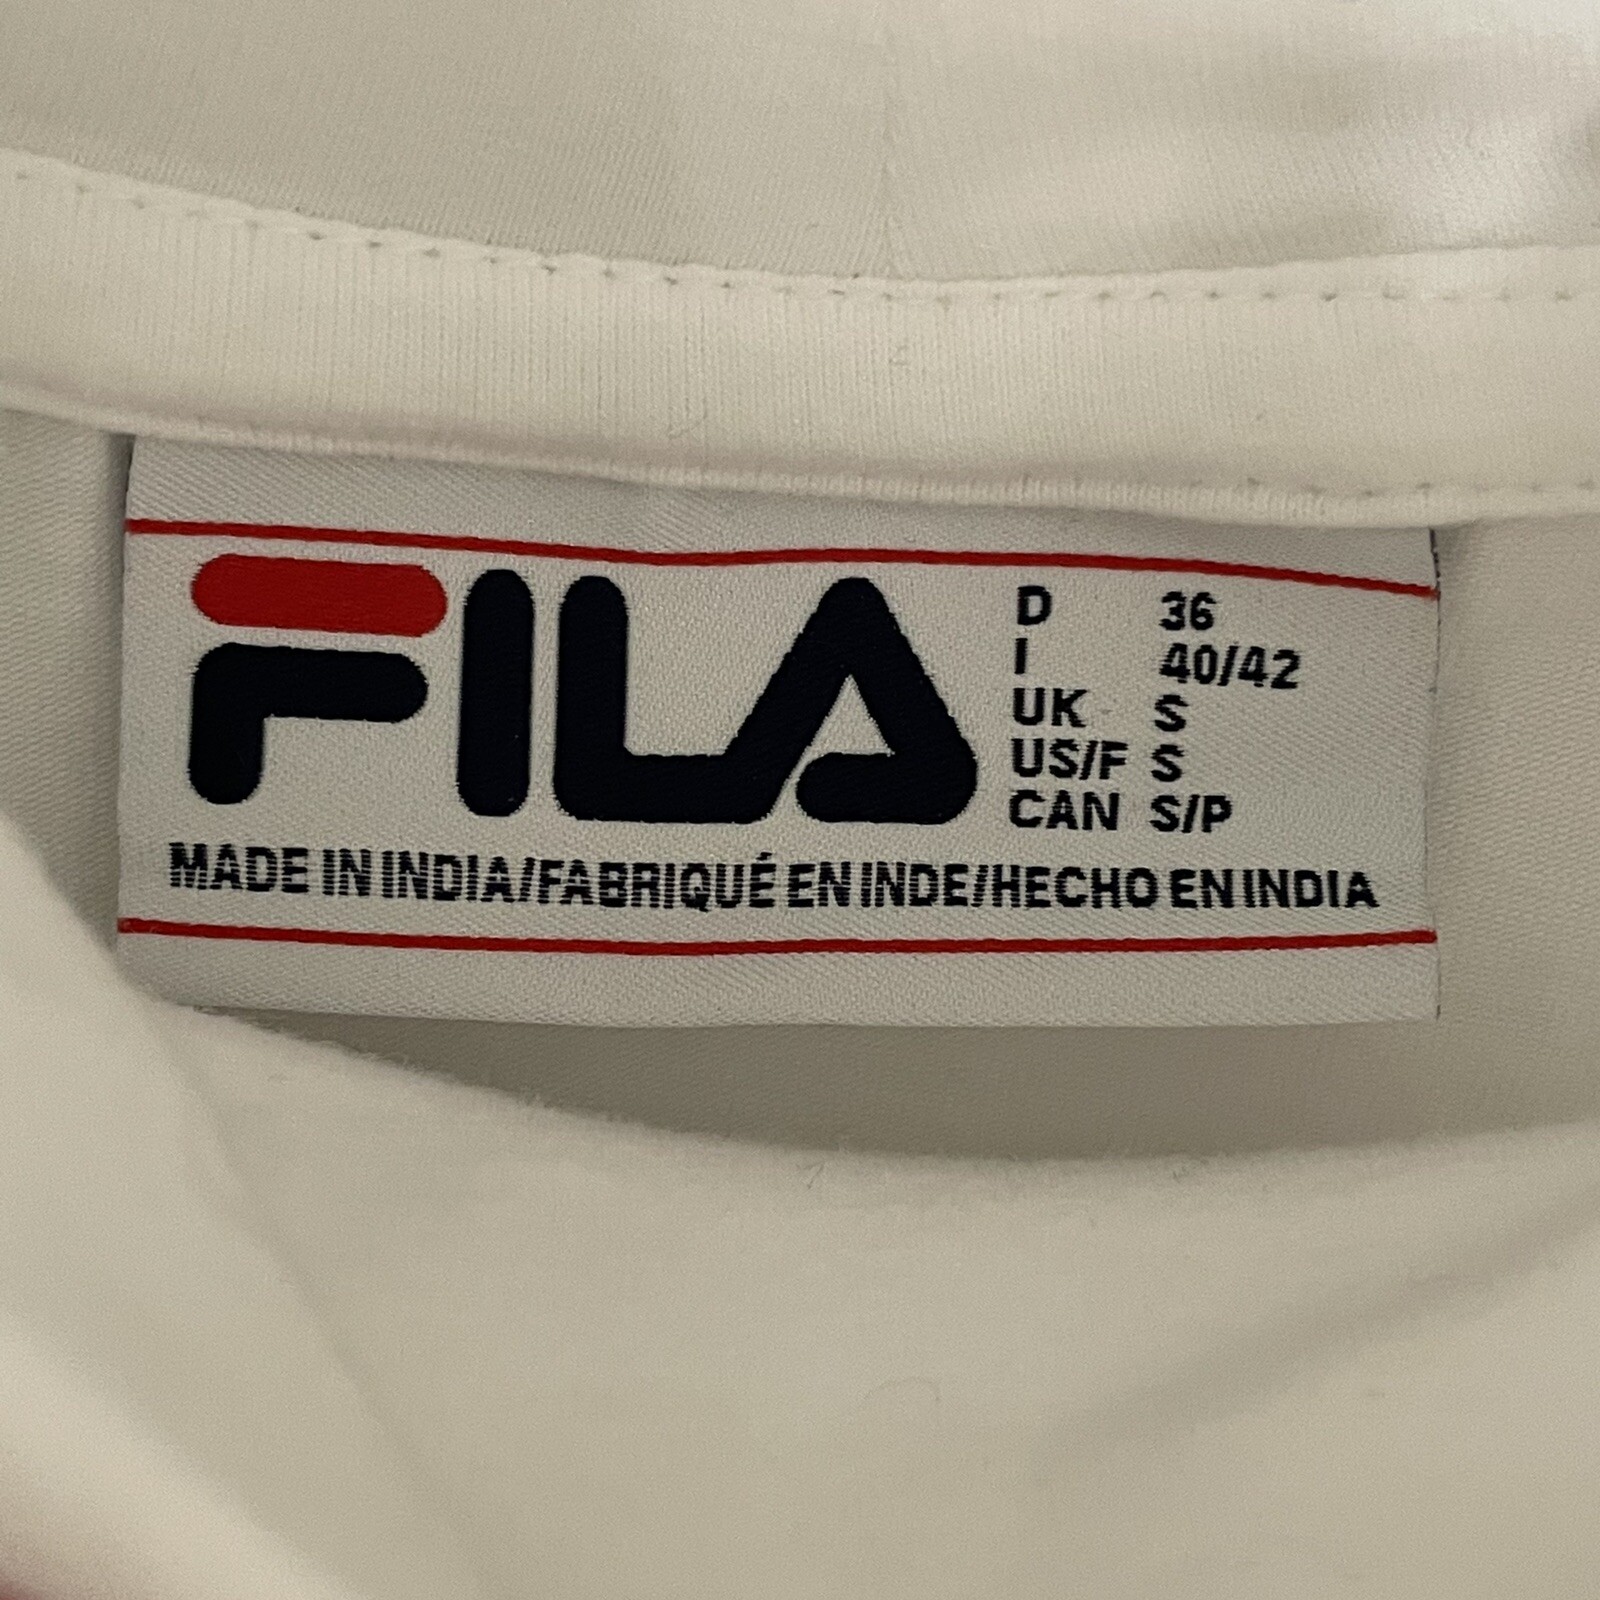 FILA
D 36
I 40/42
UK S
US/F S
CAN S/P
MADE IN INDIA/FABRIQUÉ EN INDE/HECHO EN INDIA